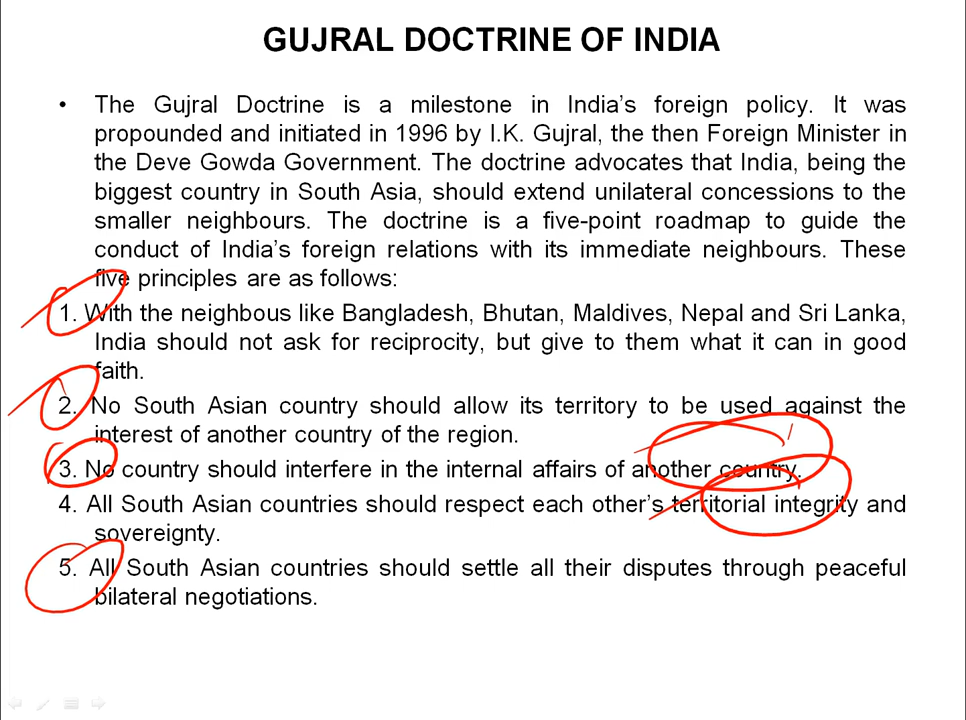 GUJRAL DOCTRINE OF INDIA
• The Gujral Doctrine is a milestone in India's foreign policy. It was
propounded and initiated in 1996 by I.K. Gujral, the then Foreign Minister in
the Deve Gowda Government. The doctrine advocates that India, being the
biggest country in South Asia, should extend unilateral concessions to the
smaller neighbours. The doctrine is a five-point roadmap to guide the
conduct of India's foreign relations with its immediate neighbours. These
five principles are as follows:
1. With the neighbous like Bangladesh, Bhutan, Maldives, Nepal and Sri Lanka,
India should not ask for reciprocity, but give to them what it can in good
faith.
2. No South Asian country should allow its territory to be used against the
interest of another country of the region.
3. No country should interfere in the internal affairs of another country.
4. All South Asian countries should respect each other's territorial integrity and
sovereignty.
5. All South Asian countries should settle all their disputes through peaceful
bilateral negotiations.